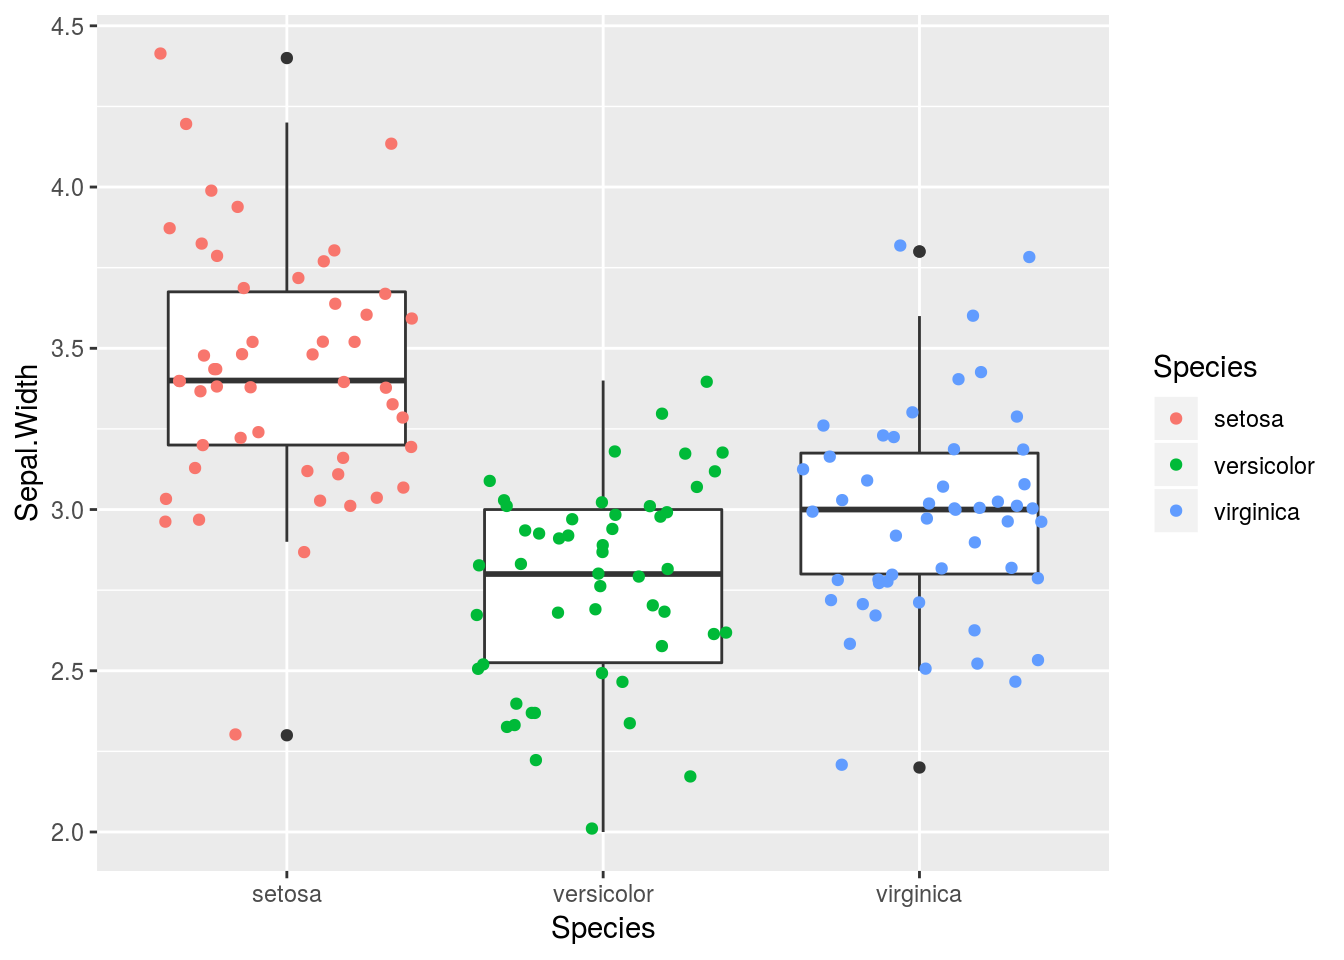 4.5
4.0
3.5
3.0
2.5
2.0
Sepal.Width
setosa versicolor virginica
Species
Species
setosa
versicolor
virginica